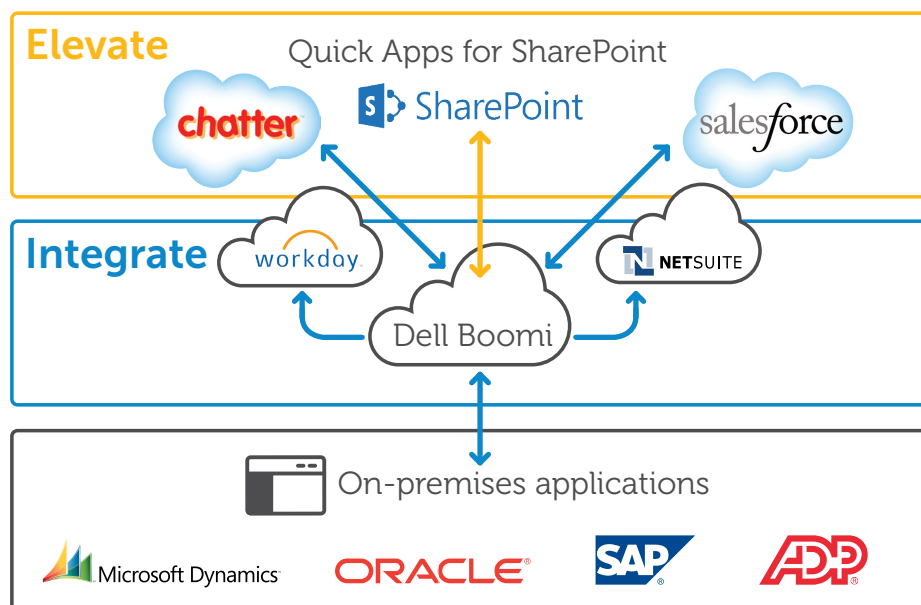 Elevate
Quick Apps for SharePoint
chatter
S SharePoint
salesforce
Integrate
workday
N NETSUITE
Dell Boomi
On-premises applications
Microsoft Dynamics
ORACLE®
SAP®
ADP®